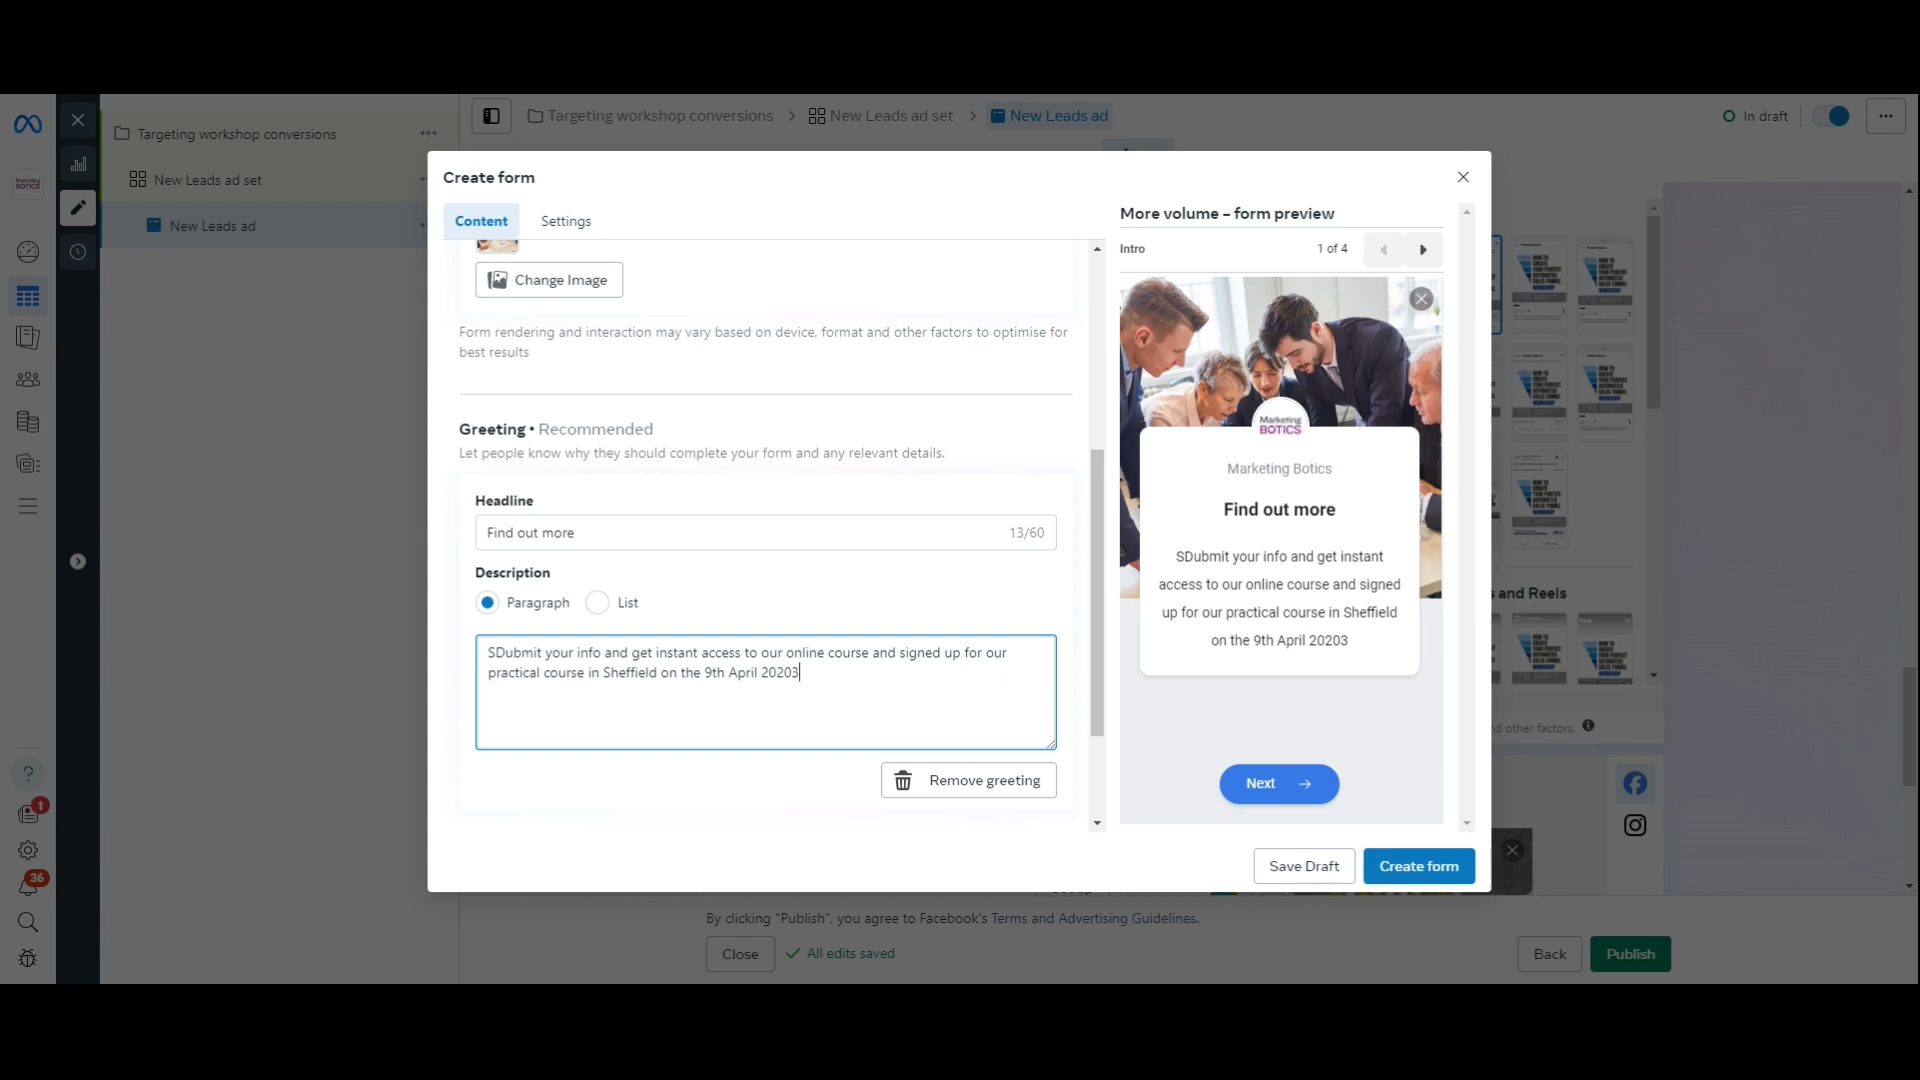 Targeting workshop conversions
New Leads ad set
New Leads ad
Targeting workshop conversions
New Leads ad set
New Leads ad
In draft
Create form
Content
Settings
Change Image
Form rendering and interaction may vary based on device, format and other factors to optimise for
best results
Greeting • Recommended
Let people know why they should complete your form and any relevant details.
Headline
Find out more
13/60
Description
Paragraph
List
SDubmit your info and get instant access to our online course and signed up for our
practical course in Sheffield on the 9th April 20203
Remove greeting
More volume – form preview
Intro
1 of 4
Marketing
BOTICS
Marketing Botics
Find out more
SDubmit your info and get instant
access to our online course and signed
up for our practical course in Sheffield
on the 9th April 20203
Next
Save Draft
Create form
and Reels
other factors.
By clicking "Publish", you agree to Facebook's Terms and Advertising Guidelines.
Close
All edits saved
Back
Publish
1
36
Marketing
BOTICS